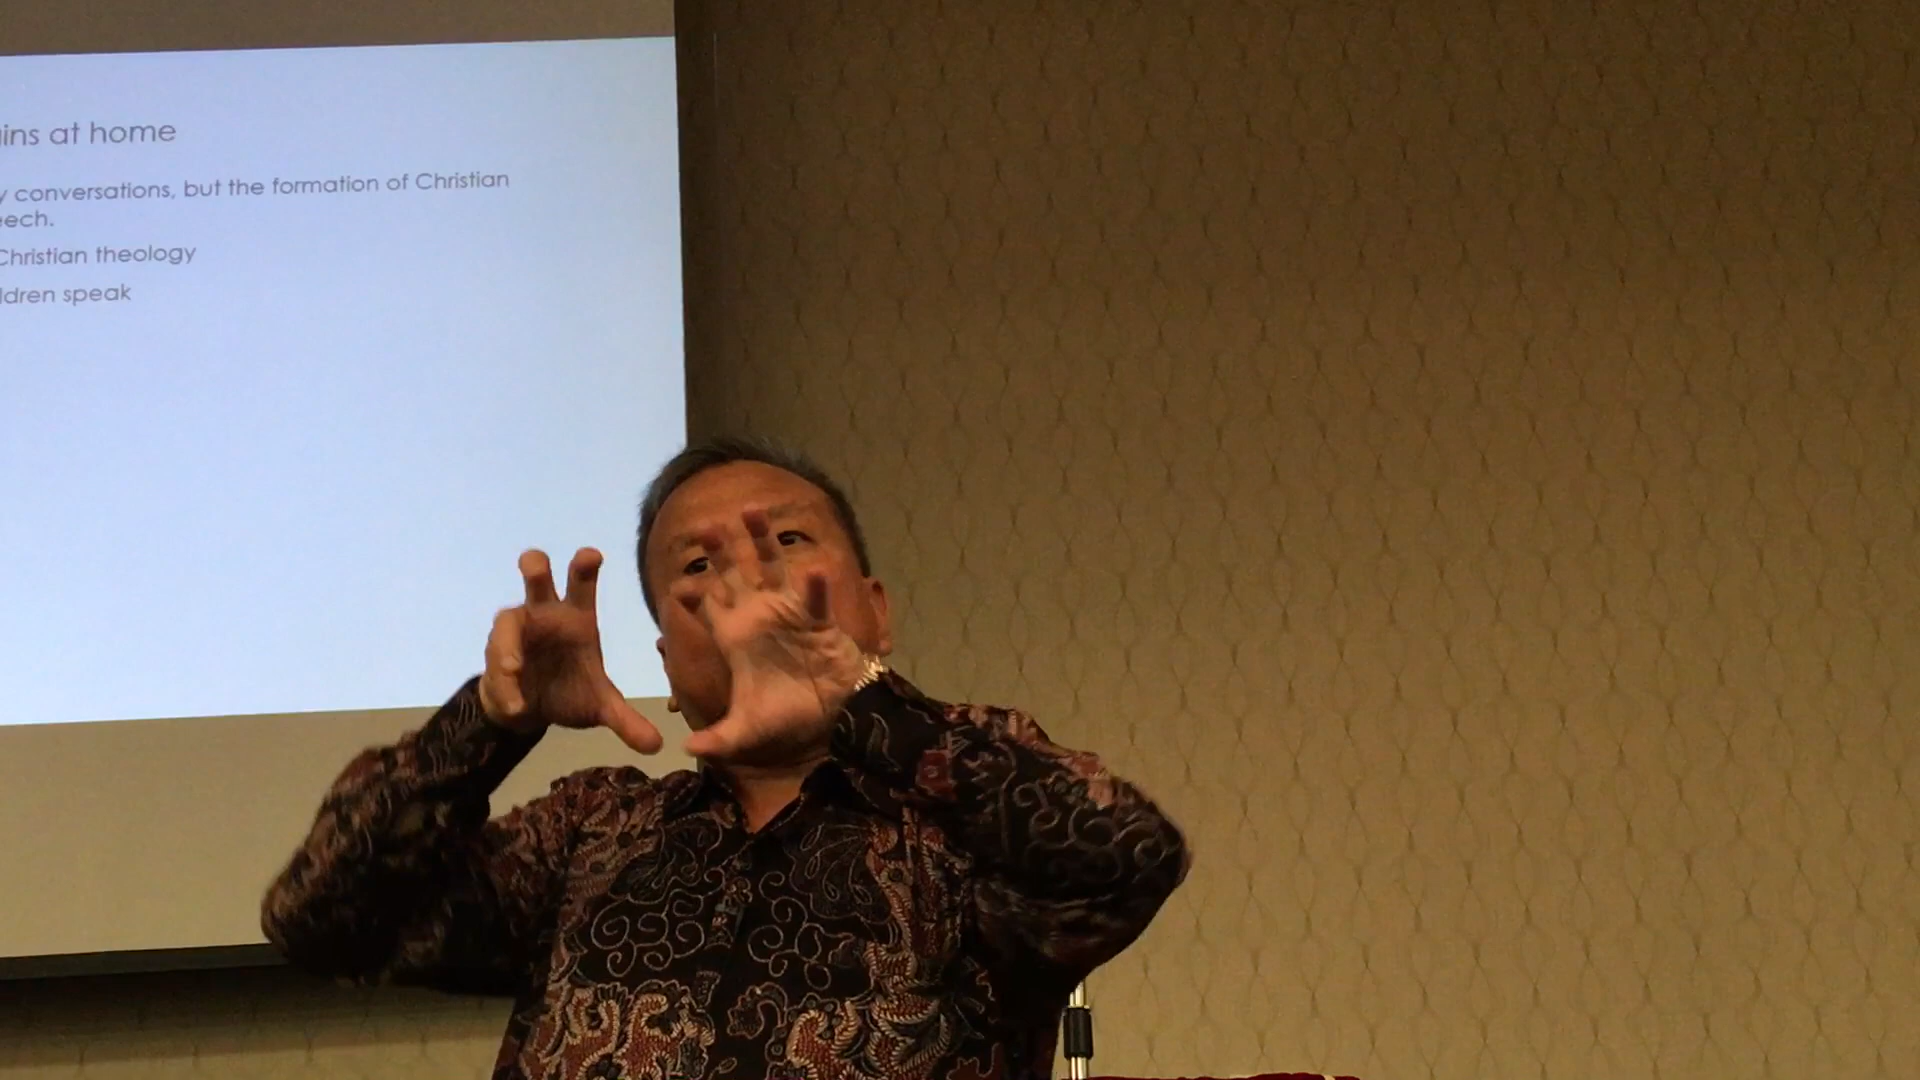 ins at home
y conversations, but the formation of Christian
eech.
Christian theology
ldren speak